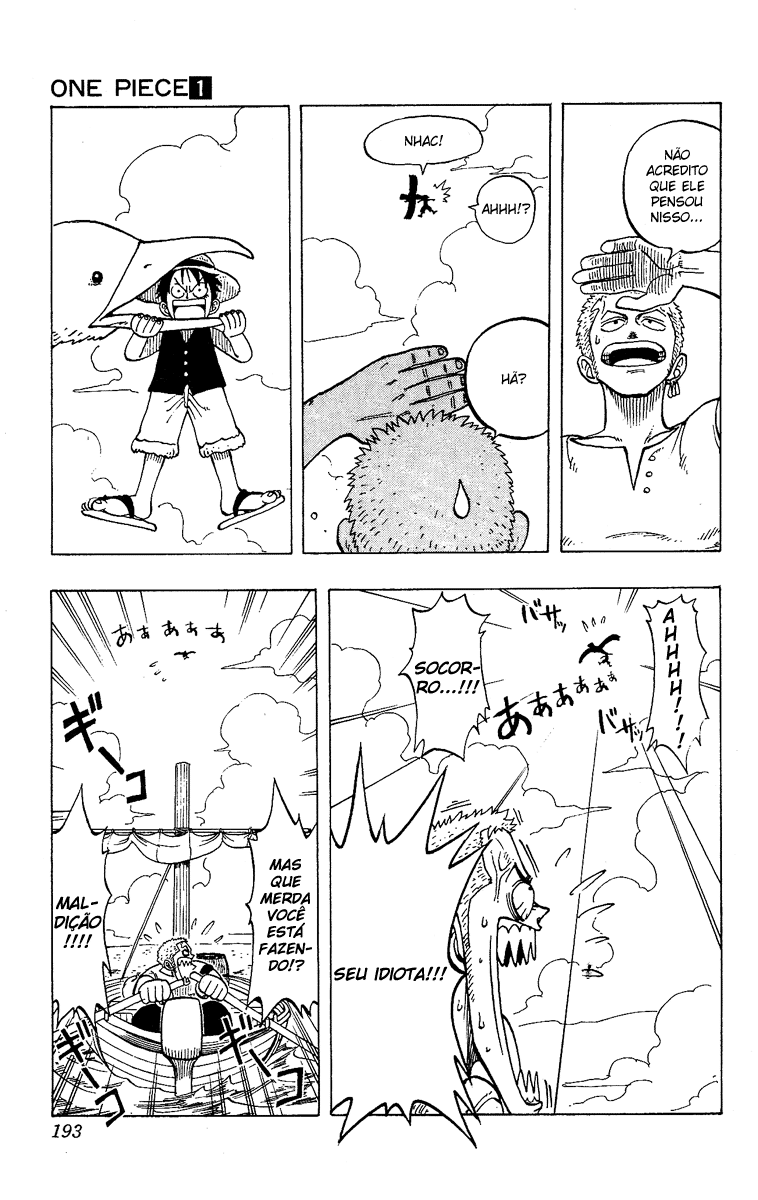 ONE PIECE 1
NÃO
ACREDITO
QUE ELE
PENSOU
NISSO...
NHAC!
AHHH!?
HÃ?
AHHHH!!!
バサッ
SOCOR-
RO...!!!
ああぁぁぁぁ
バサッ
SEU IDIOTA!!!
ああぁぁぁ
ギーコ
MAS
QUE
MERDA
VOCÊ
ESTÁ
FAZEN-
DO!?
MAL-
DIÇÃO
!!!!
ギーコ
ギーコ
193